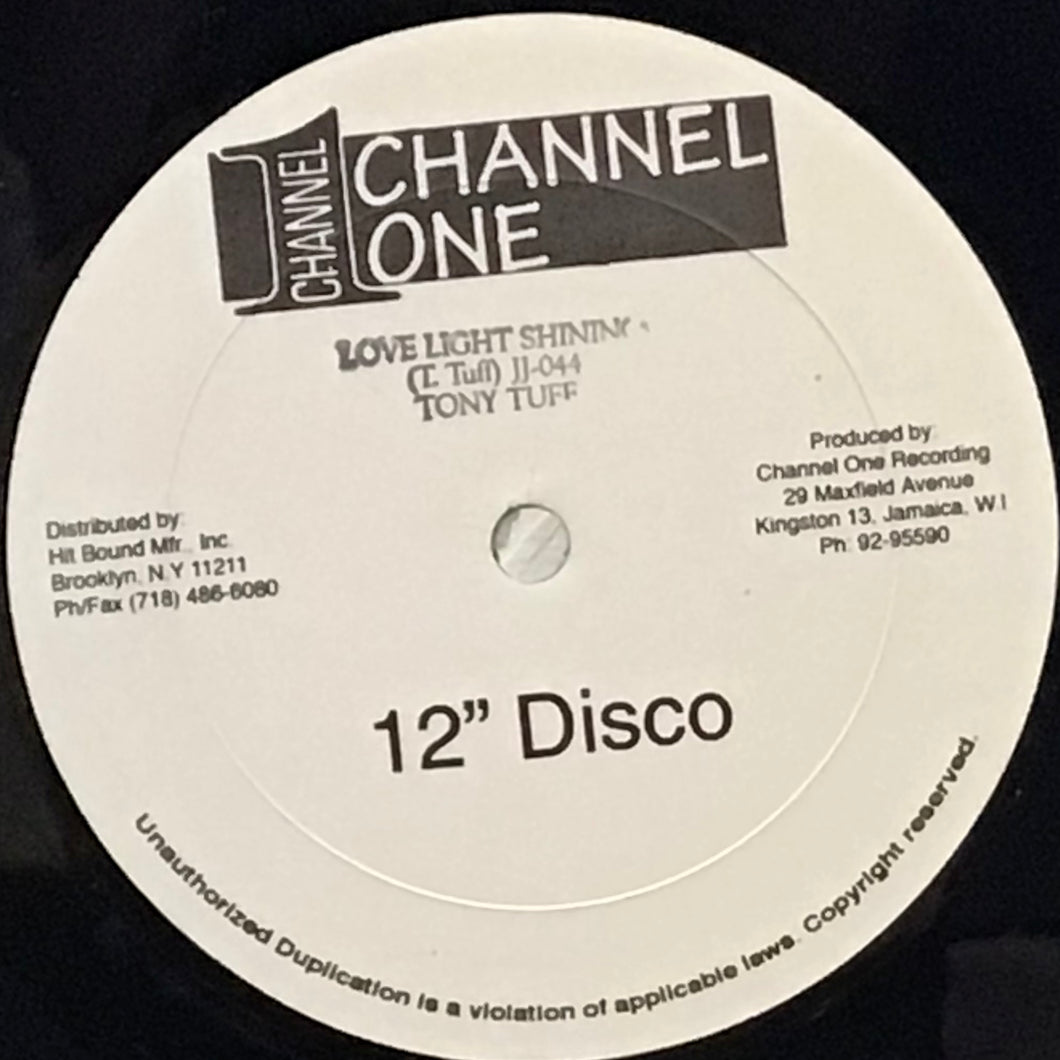 CHANNEL
CHANNEL
ONE
LOVE LIGHT SHINING
(T. Tuff) JJ-044
TONY TUFF
Produced by:
Channel One Recording
29 Maxfield Avenue
Kingston 13, Jamaica, W.I
Ph: 92-95590
Distributed by:
Hit Bound Mfr., Inc.
Brooklyn, N.Y 11211
Ph/Fax (718) 486-6080
12” Disco
Unauthorized Duplication is a violation of applicable laws. Copyright reserved.